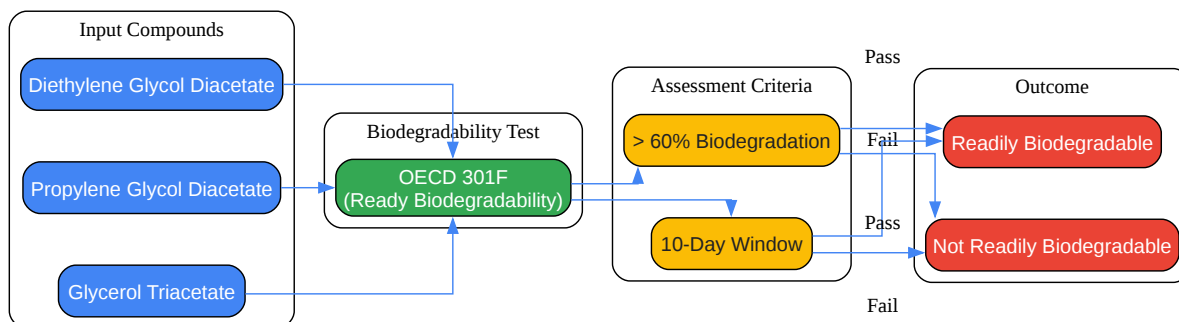 Input Compounds
Diethylene Glycol Diacetate
Propylene Glycol Diacetate
Glycerol Triacetate
Biodegradability Test
OECD 301F
(Ready Biodegradability)
Assessment Criteria
> 60% Biodegradation
10-Day Window
Pass
Fail
Pass
Fail
Outcome
Readily Biodegradable
Not Readily Biodegradable